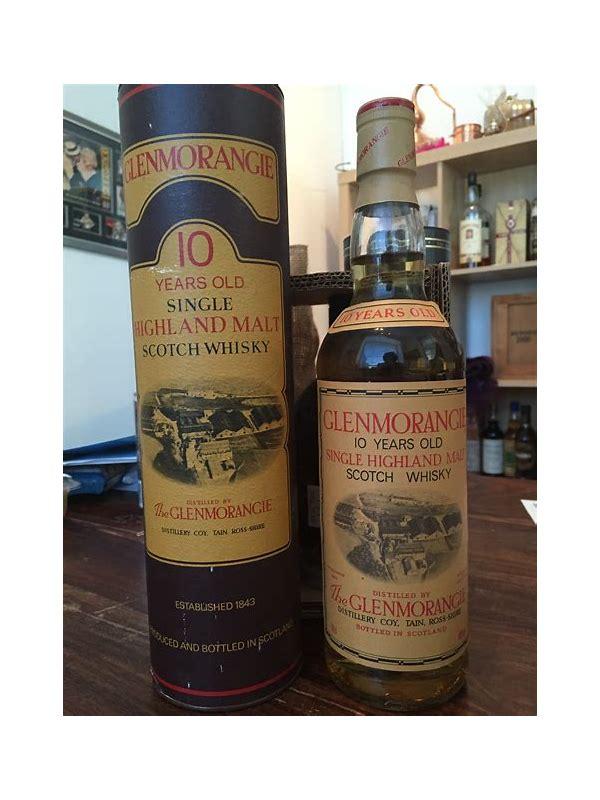 GLENMORANGIE
10
YEARS OLD
SINGLE
HIGHLAND MALT
SCOTCH WHISKY
DISTILLED BY
The GLENMORANGIE
DISTILLERY COY, TAIN, ROSS-SHIRE
ESTABLISHED 1843
PRODUCED AND BOTTLED IN SCOTLAND
10 YEARS OLD
GLENMORANGIE
10 YEARS OLD
SINGLE HIGHLAND MALT
SCOTCH WHISKY
DISTILLED BY
The GLENMORANGIE
DISTILLERY COY, TAIN, ROSS-SHIRE
BOTTLED IN SCOTLAND